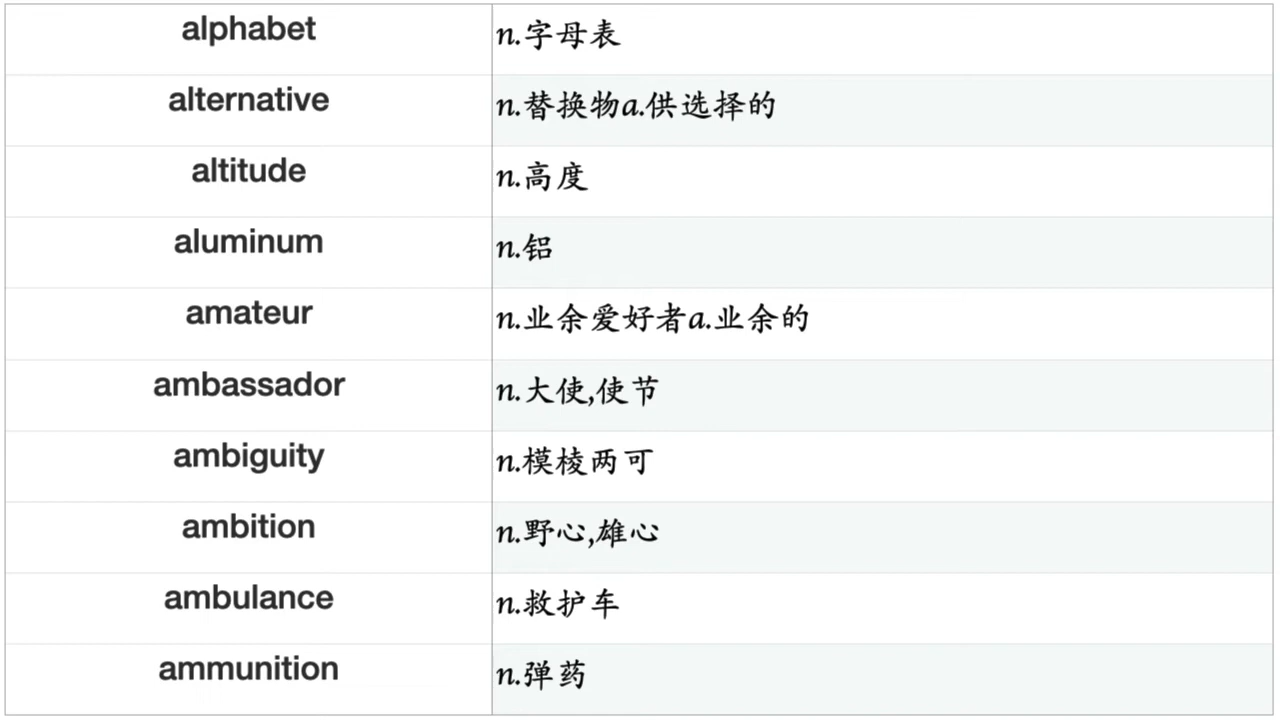 alphabet n.字母表
alternative n.替换物a.供选择的
altitude n.高度
aluminum n.铝
amateur n.业余爱好者a.业余的
ambassador n.大使,使节
ambiguity n.模棱两可
ambition n.野心,雄心
ambulance n.救护车
ammunition n.弹药